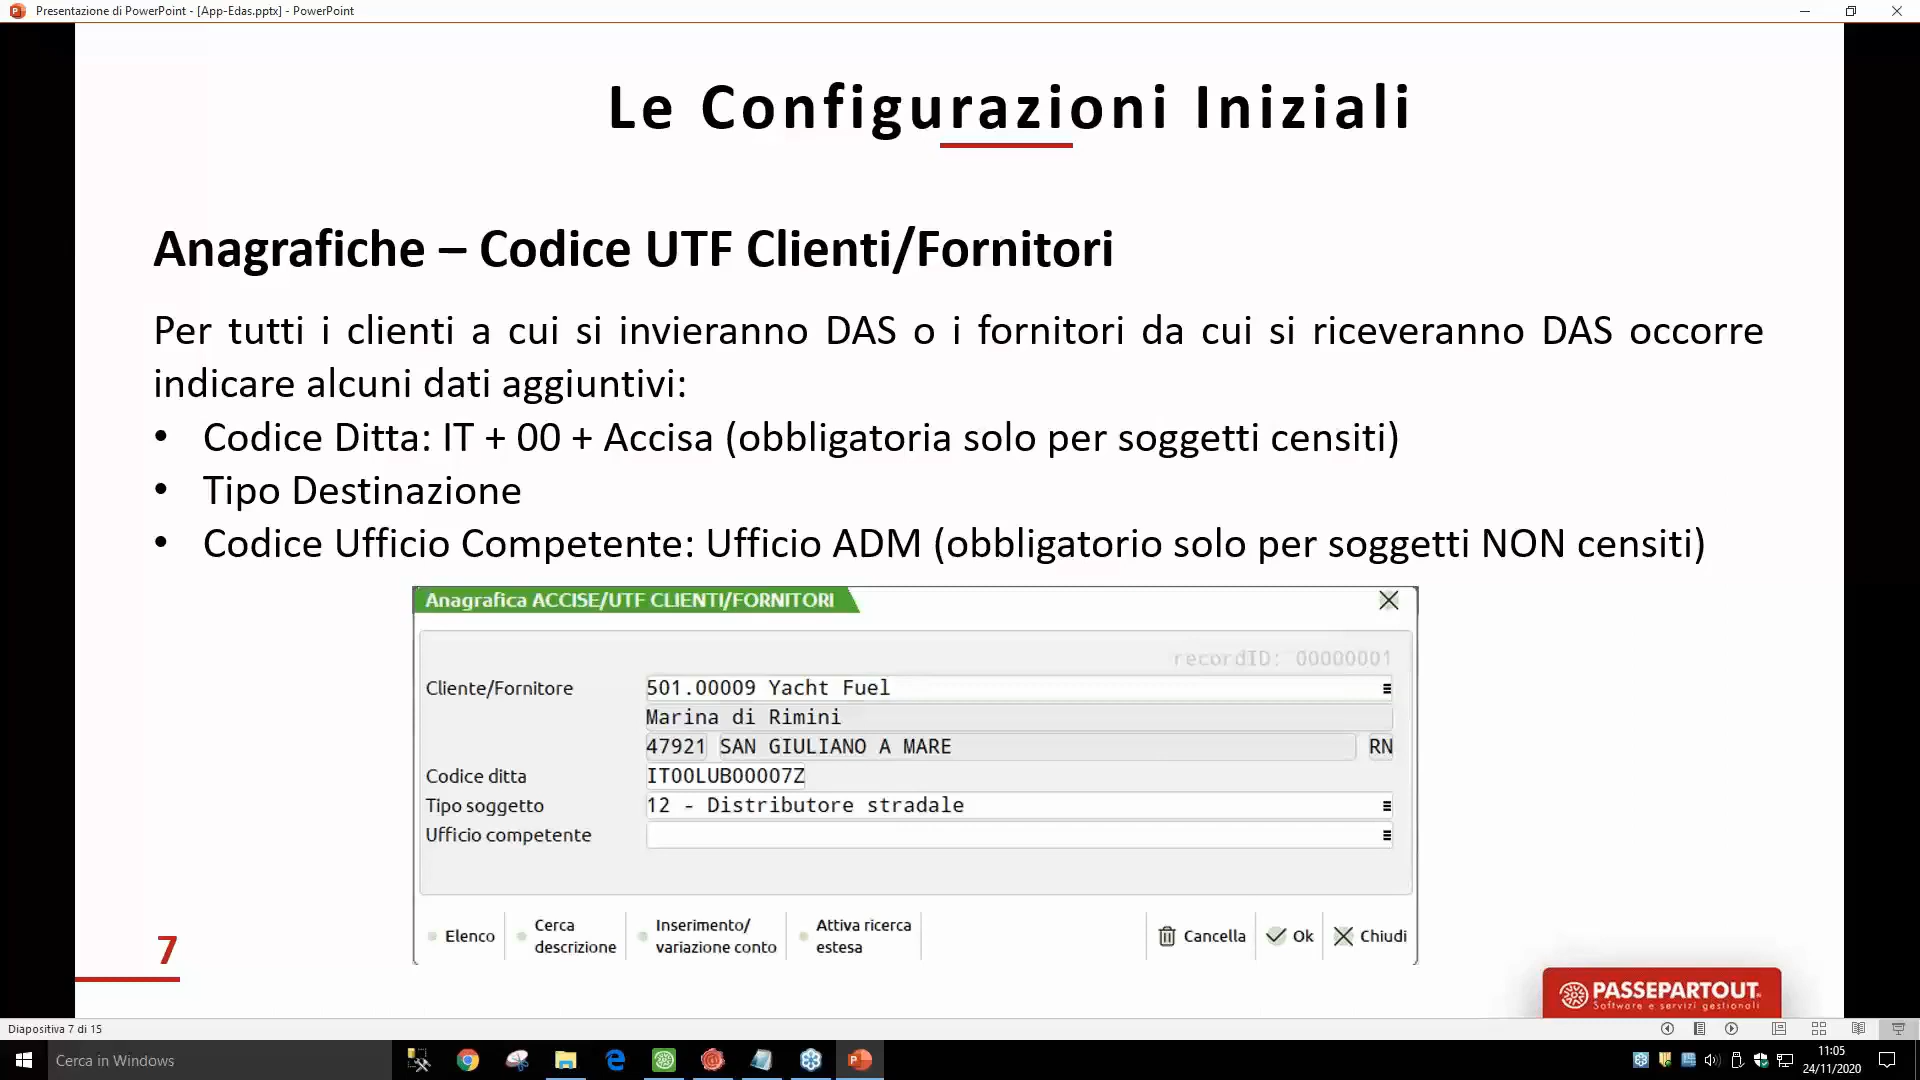 Presentazione di PowerPoint - [App-Edas.pptx] - PowerPoint
Le Configurazioni Iniziali
Anagrafiche – Codice UTF Clienti/Fornitori
Per tutti i clienti a cui si invieranno DAS o i fornitori da cui si riceveranno DAS occorre
indicare alcuni dati aggiuntivi:
• Codice Ditta: IT + 00 + Accisa (obbligatoria solo per soggetti censiti)
• Tipo Destinazione
• Codice Ufficio Competente: Ufficio ADM (obbligatorio solo per soggetti NON censiti)
Anagrafica ACCISE/UTF CLIENTI/FORNITORI
recordID: 00000001
Cliente/Fornitore 501.00009 Yacht Fuel
Marina di Rimini
47921 SAN GIULIANO A MARE RN
Codice ditta IT00LUB00007Z
Tipo soggetto 12 - Distributore stradale
Ufficio competente
Elenco
Cerca
descrizione
Inserimento/
variazione conto
Attiva ricerca
estesa
Cancella
Ok
Chiudi
7
PASSEPARTOUT
Software e servizi gestionali
Diapositiva 7 di 15
Cerca in Windows
11:05
24/11/2020